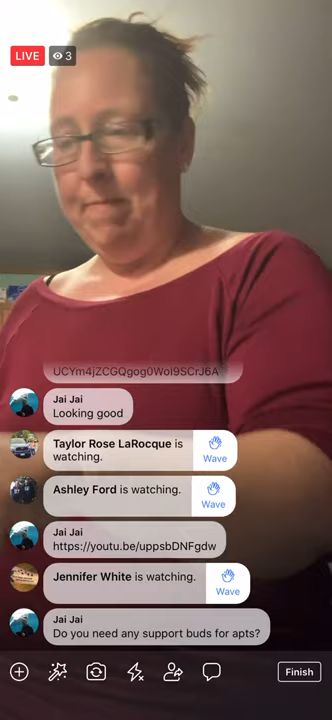 LIVE 3
UCYm4jZCGQgog0WoI9SCrJ6A
Jai Jai
Looking good
Taylor Rose LaRocque is
watching.
Wave
Ashley Ford is watching.
Wave
Jai Jai
https://youtu.be/uppsbDNFgdw
Jennifer White is watching.
Wave
Jai Jai
Do you need any support buds for apts?
Finish